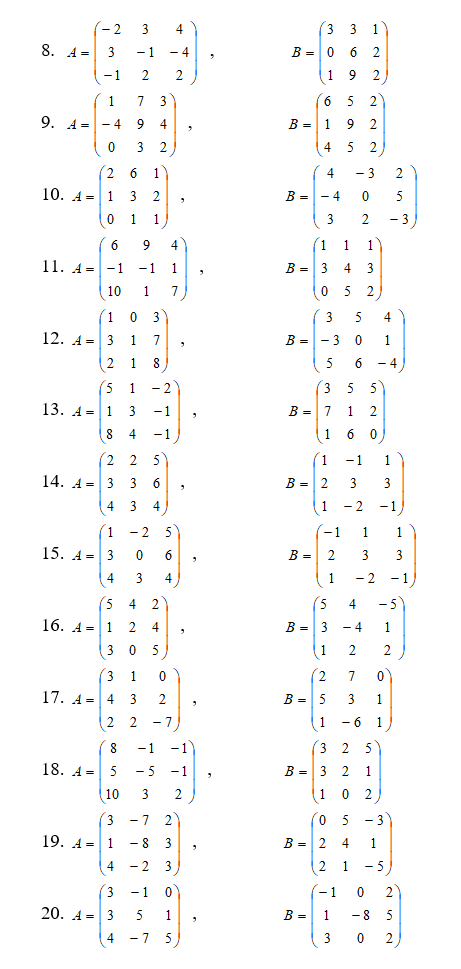 -2 3 4 3 3 1
8. A = 3 -1 -4 , B = 0 6 2
-1 2 2 1 9 2
1 7 3 6 5 2
9. A = -4 9 4 , B = 1 9 2
0 3 2 4 5 2
2 6 1 4 -3 2
10. A = 1 3 2 , B = -4 0 5
0 1 1 3 2 -3
6 9 4 1 1 1
11. A = -1 -1 1 , B = 3 4 3
10 1 7 0 5 2
1 0 3 3 5 4
12. A = 3 1 7 , B = -3 0 1
2 1 8 5 6 -4
5 1 -2 3 5 5
13. A = 1 3 -1 , B = 7 1 2
8 4 -1 1 6 0
2 2 5 1 -1 1
14. A = 3 3 6 , B = 2 3 3
4 3 4 1 -2 -1
1 -2 5 -1 1 1
15. A = 3 0 6 , B = 2 3 3
4 3 4 1 -2 -1
5 4 2 5 4 -5
16. A = 1 2 4 , B = 3 -4 1
3 0 5 1 2 2
3 1 0 2 7 0
17. A = 4 3 2 , B = 5 3 1
2 2 -7 1 -6 1
8 -1 -1 3 2 5
18. A = 5 -5 -1 , B = 3 2 1
10 3 2 1 0 2
3 -7 2 0 5 -3
19. A = 1 -8 3 , B = 2 4 1
4 -2 3 2 1 -5
3 -1 0 -1 0 2
20. A = 3 5 1 , B = 1 -8 5
4 -7 5 3 0 2